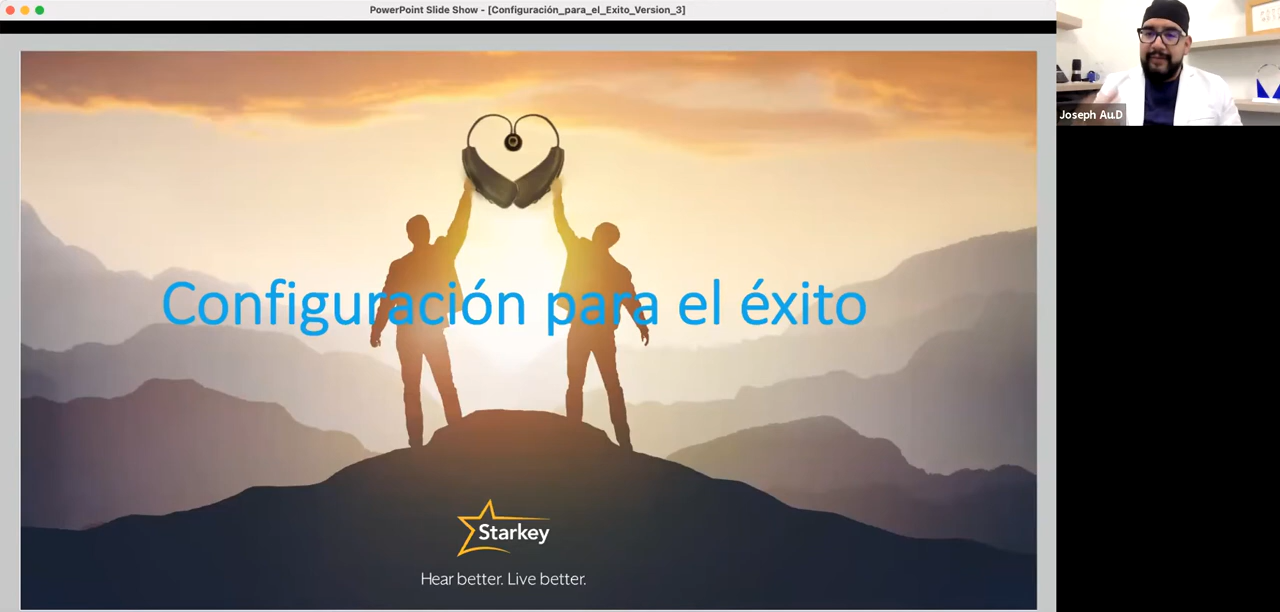 PowerPoint Slide Show - [Configuración_para_el_Exito_Version_3]
Joseph Au.D
Configuración para el éxito
Starkey
Hear better. Live better.